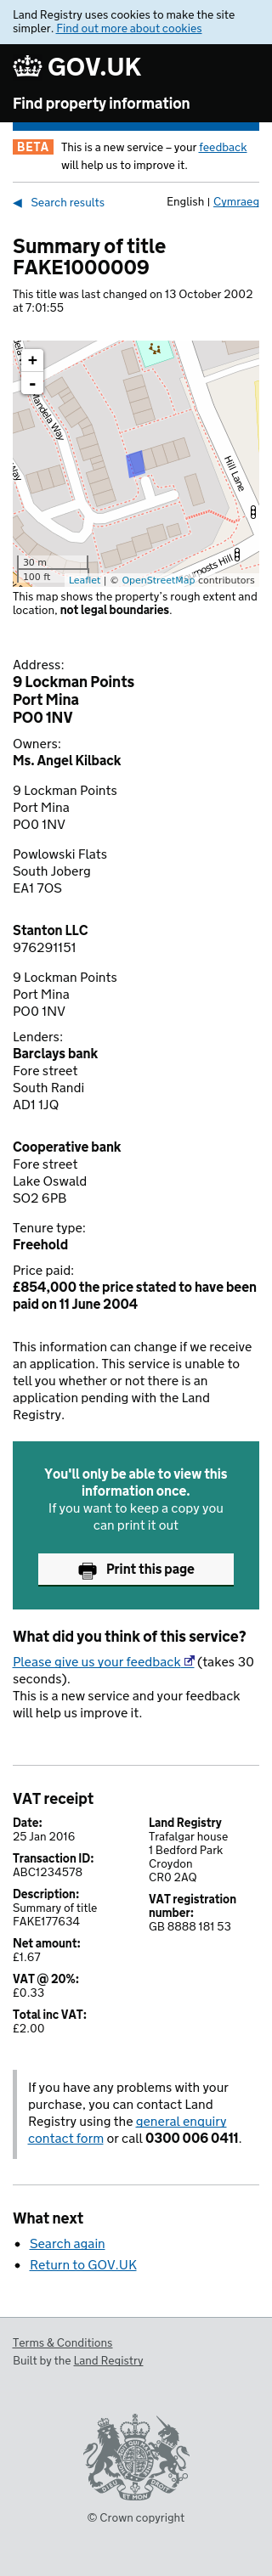 Land Registry uses cookies to make the site
simpler. Find out more about cookies
GOV.UK
Find property information
BETA This is a new service – your feedback
will help us to improve it.
◀ Search results English | Cymraeg
Summary of title
FAKE1000009
This title was last changed on 13 October 2002
at 7:01:55
+
-
Mandela Way
Hill Lane
30 m
100 ft
Leaflet | © OpenStreetMap contributors
This map shows the property’s rough extent and
location, not legal boundaries.
Address:
9 Lockman Points
Port Mina
PO0 1NV
Owners:
Ms. Angel Kilback
9 Lockman Points
Port Mina
PO0 1NV
Powlowski Flats
South Joberg
EA1 7OS
Stanton LLC
976291151
9 Lockman Points
Port Mina
PO0 1NV
Lenders:
Barclays bank
Fore street
South Randi
AD1 1JQ
Cooperative bank
Fore street
Lake Oswald
SO2 6PB
Tenure type:
Freehold
Price paid:
£854,000 the price stated to have been
paid on 11 June 2004
This information can change if we receive
an application. This service is unable to
tell you whether or not there is an
application pending with the Land
Registry.
You'll only be able to view this
information once.
If you want to keep a copy you
can print it out
Print this page
What did you think of this service?
Please give us your feedback (takes 30
seconds).
This is a new service and your feedback
will help us improve it.
VAT receipt
Date:
25 Jan 2016
Transaction ID:
ABC1234578
Description:
Summary of title
FAKE177634
Net amount:
£1.67
VAT @ 20%:
£0.33
Total inc VAT:
£2.00
Land Registry
Trafalgar house
1 Bedford Park
Croydon
CR0 2AQ
VAT registration
number:
GB 8888 181 53
If you have any problems with your
purchase, you can contact Land
Registry using the general enquiry
contact form or call 0300 006 0411.
What next
• Search again
• Return to GOV.UK
Terms & Conditions
Built by the Land Registry
© Crown copyright